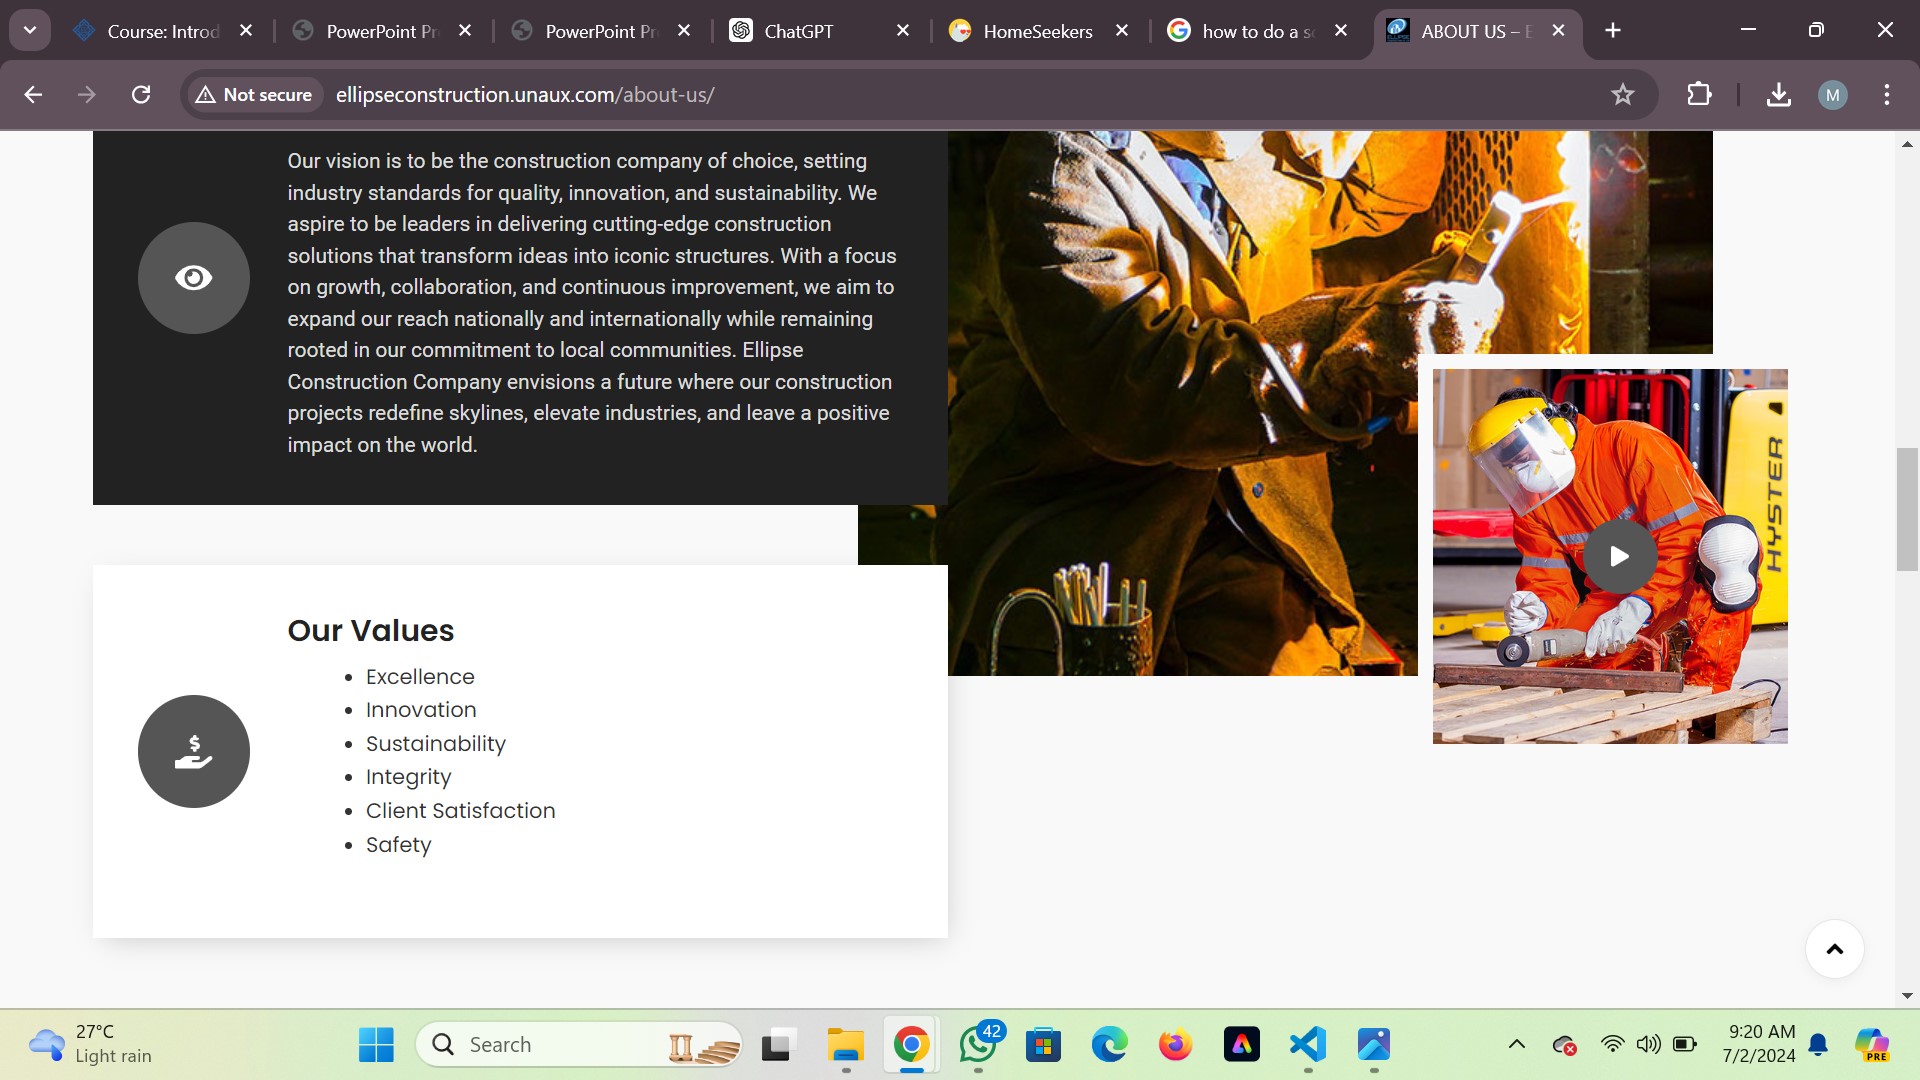 Course: Introd
PowerPoint Pr
PowerPoint Pr
ChatGPT
HomeSeekers
how to do a s
ABOUT US – E
Not secure
ellipseconstruction.unaux.com/about-us/
M
Our vision is to be the construction company of choice, setting
industry standards for quality, innovation, and sustainability. We
aspire to be leaders in delivering cutting-edge construction
solutions that transform ideas into iconic structures. With a focus
on growth, collaboration, and continuous improvement, we aim to
expand our reach nationally and internationally while remaining
rooted in our commitment to local communities. Ellipse
Construction Company envisions a future where our construction
projects redefine skylines, elevate industries, and leave a positive
impact on the world.
HYSTER
Our Values
• Excellence
• Innovation
• Sustainability
• Integrity
• Client Satisfaction
• Safety
27°C
Light rain
Search
42
9:20 AM
7/2/2024
PRE